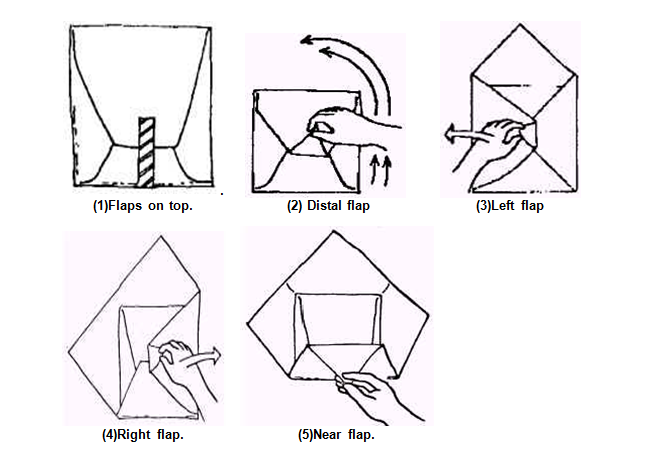 (1)Flaps on top.
(2) Distal flap
(3)Left flap
(4)Right flap.
(5)Near flap.